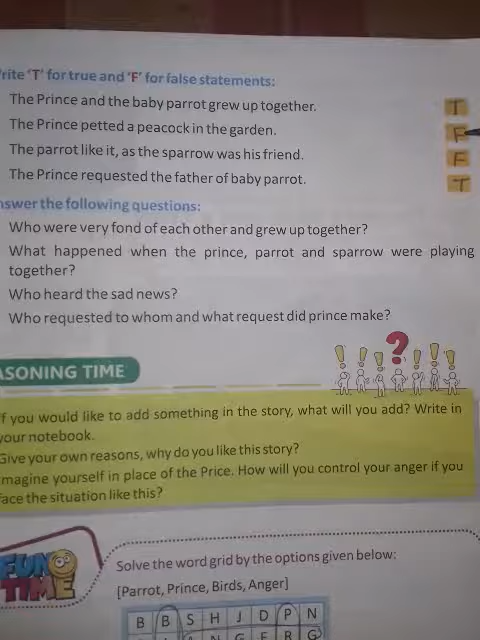 rite 'T' for true and 'F' for false statements:
The Prince and the baby parrot grew up together. T
The Prince petted a peacock in the garden. F
The parrot like it, as the sparrow was his friend. F
The Prince requested the father of baby parrot. T
nswer the following questions:
Who were very fond of each other and grew up together?
What happened when the prince, parrot and sparrow were playing
together?
Who heard the sad news?
Who requested to whom and what request did prince make?
ASONING TIME
f you would like to add something in the story, what will you add? Write in
your notebook.
Give your own reasons, why do you like this story?
magine yourself in place of the Price. How will you control your anger if you
face the situation like this?
FUN
TIME
Solve the word grid by the options given below:
[Parrot, Prince, Birds, Anger]
B B S H J D P N